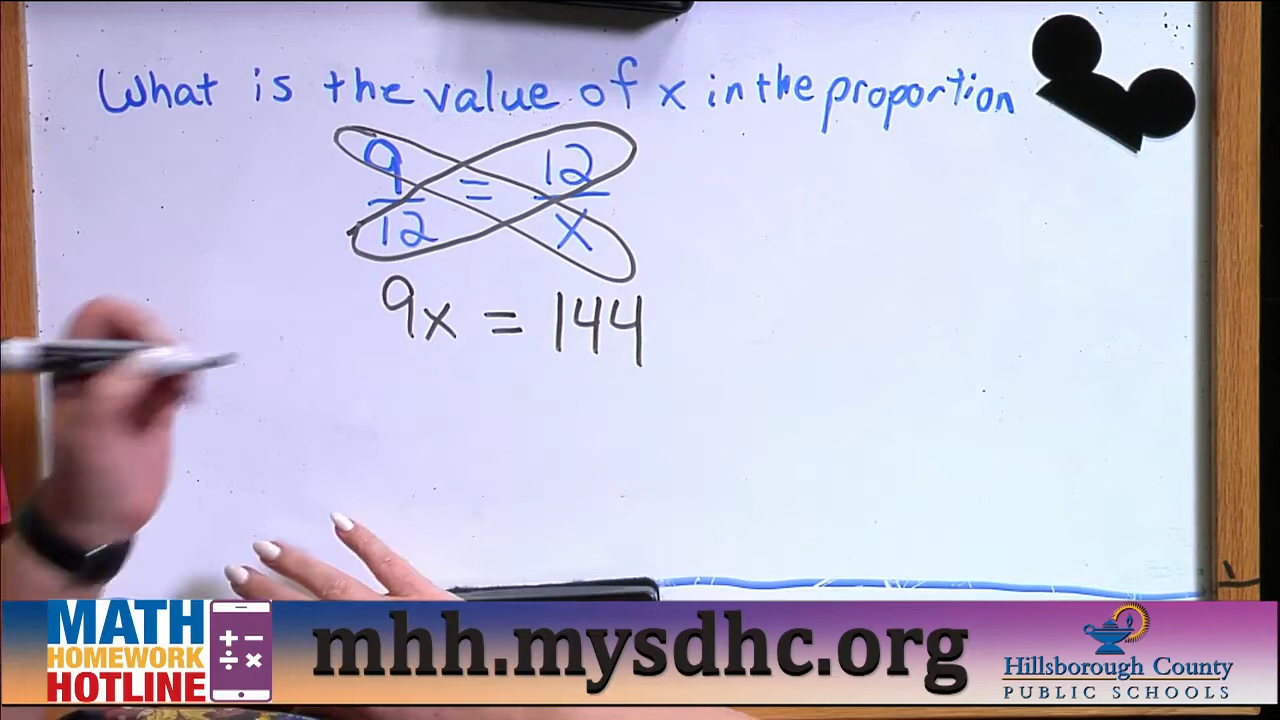 What is the value of x in the proportion
9/12 = 12/x
9x = 144
MATH
HOMEWORK
HOTLINE
+ −
÷ ×
mhh.mysdhc.org
Hillsborough County
PUBLIC SCHOOLS